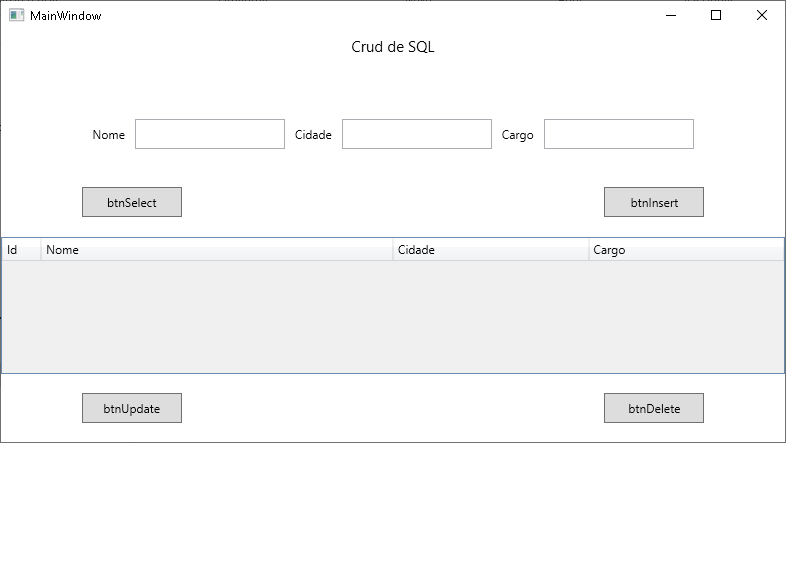 MainWindow
Crud de SQL
Nome Cidade Cargo
btnSelect btnInsert
Id Nome Cidade Cargo
btnUpdate btnDelete